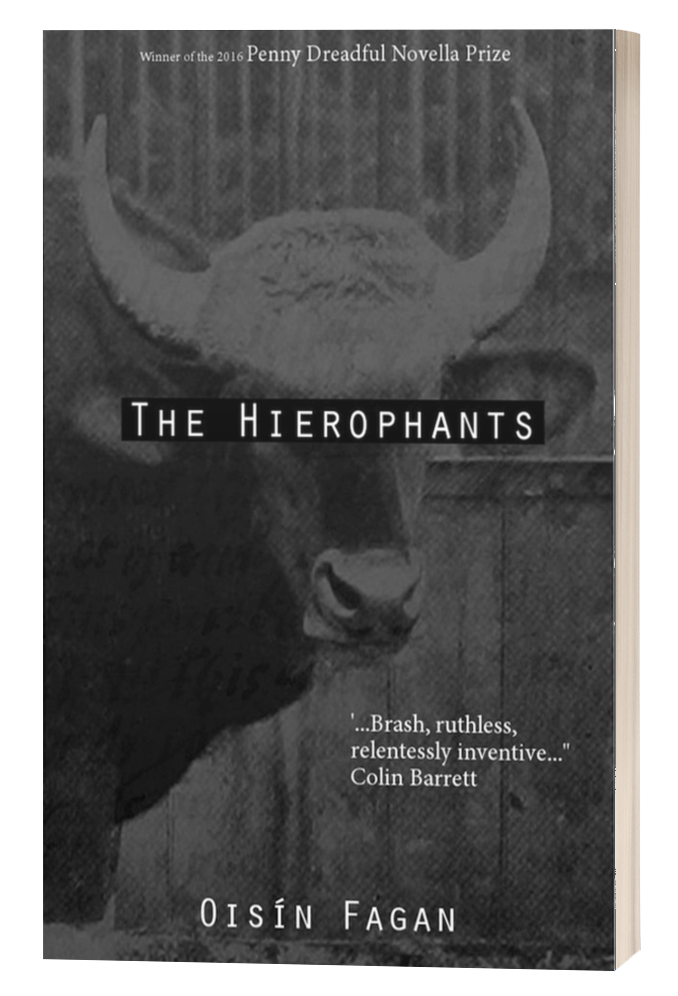 Winner of the 2016 Penny Dreadful Novella Prize
THE HIEROPHANTS
'...Brash, ruthless,
relentessly inventive..."
Colin Barrett
OISÍN FAGAN